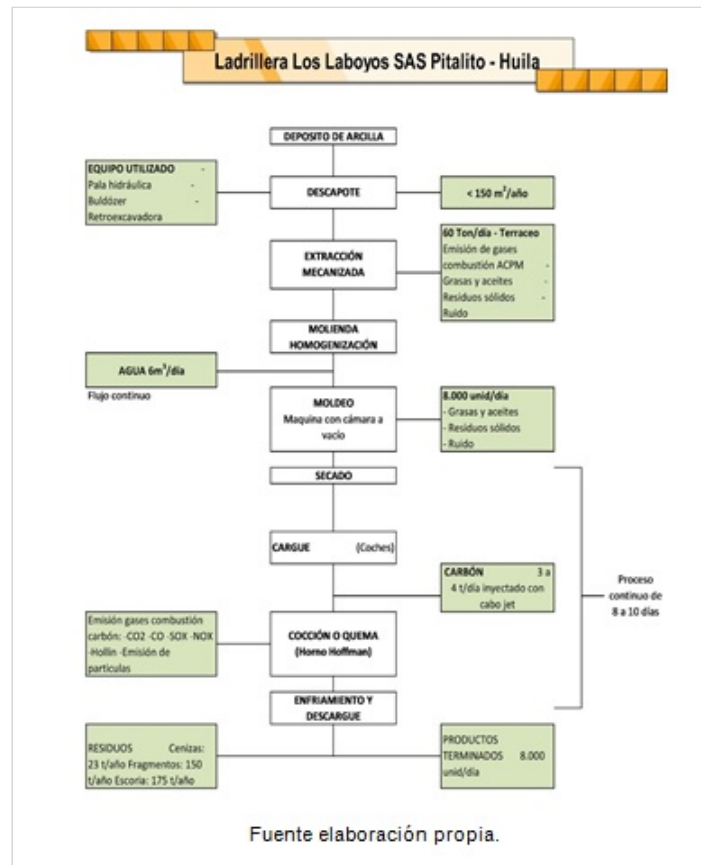 Ladrillera Los Laboyos SAS Pitalito - Huila
DEPOSITO DE ARCILLA
EQUIPO UTILIZADO -
Pala hidráulica -
Buldózer -
Retroexcavadora
DESCAPOTE
< 150 m³/año
EXTRACCIÓN
MECANIZADA
60 Ton/día - Terraceo
Emisión de gases
combustión ACPM -
Grasas y aceites -
Residuos sólidos -
Ruido
MOLIENDA
HOMOGENIZACIÓN
AGUA 6m³/día
Flujo continuo
MOLDEO
Maquina con cámara a
vacío
8.000 unid/día
- Grasas y aceites
- Residuos sólidos
- Ruido
SECADO
CARGUE (Coches)
CARBÓN 3 a
4 t/día inyectado con
cabo jet
Proceso
continuo de
8 a 10 días
Emisión gases combustión
carbón: -CO2 -CO -SOX -NOX
-Hollín -Emisión de
particulas
COCCIÓN O QUEMA
(Horno Hoffman)
ENFRIAMIENTO Y
DESCARGUE
RESIDUOS Cenizas:
23 t/año Fragmentos: 150
t/año Escoria: 175 t/año
PRODUCTOS
TERMINADOS 8.000
unid/dia
Fuente elaboración propia.